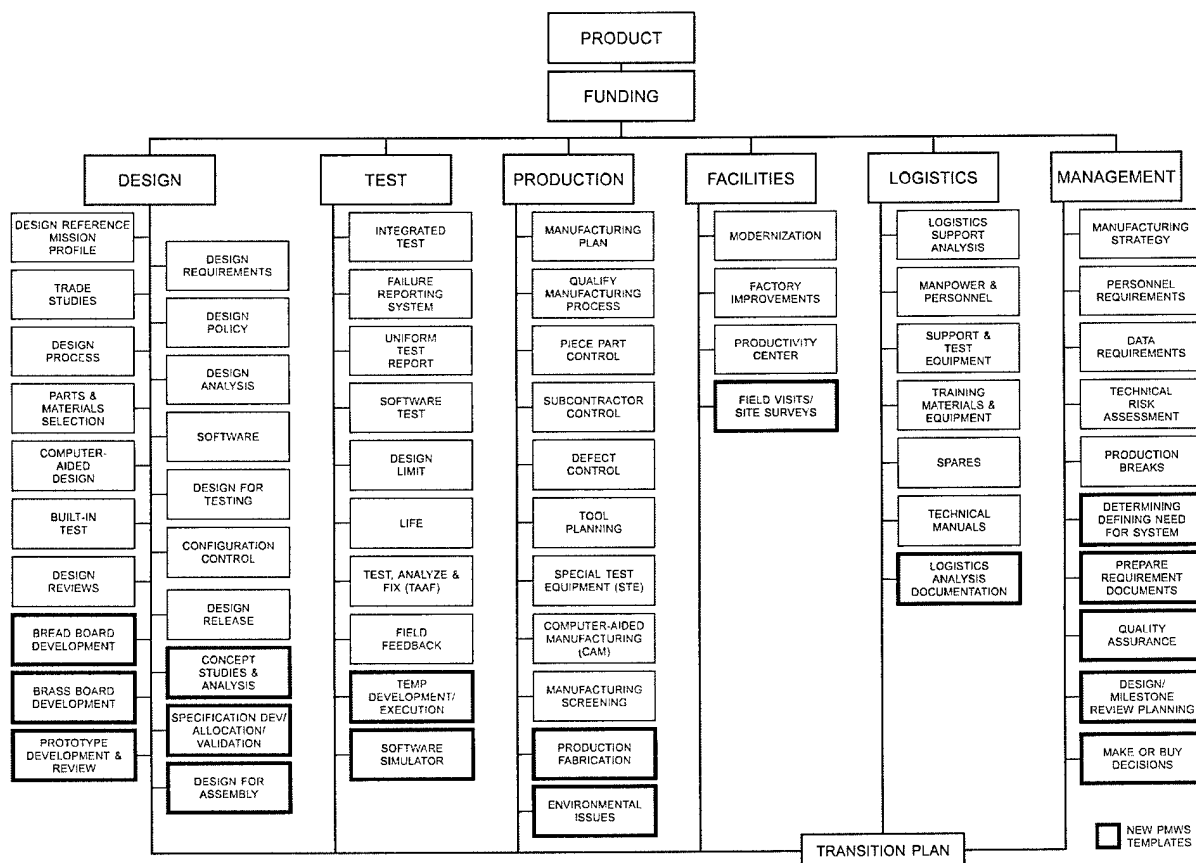 PRODUCT
FUNDING
DESIGN
DESIGN REFERENCE
MISSION
PROFILE
TRADE
STUDIES
DESIGN
PROCESS
PARTS &
MATERIALS
SELECTION
COMPUTER-
AIDED
DESIGN
BUILT-IN
TEST
DESIGN
REVIEWS
BREAD BOARD
DEVELOPMENT
BRASS BOARD
DEVELOPMENT
PROTOTYPE
DEVELOPMENT &
REVIEW
DESIGN
REQUIREMENTS
DESIGN
POLICY
DESIGN
ANALYSIS
SOFTWARE
DESIGN FOR
TESTING
CONFIGURATION
CONTROL
DESIGN
RELEASE
CONCEPT
STUDIES &
ANALYSIS
SPECIFICATION DEV/
ALLOCATION/
VALIDATION
DESIGN FOR
ASSEMBLY
TEST
INTEGRATED
TEST
FAILURE
REPORTING
SYSTEM
UNIFORM
TEST
REPORT
SOFTWARE
TEST
DESIGN
LIMIT
LIFE
TEST, ANALYZE &
FIX (TAAF)
FIELD
FEEDBACK
TEMP
DEVELOPMENT/
EXECUTION
SOFTWARE
SIMULATOR
PRODUCTION
MANUFACTURING
PLAN
QUALIFY
MANUFACTURING
PROCESS
PIECE PART
CONTROL
SUBCONTRACTOR
CONTROL
DEFECT
CONTROL
TOOL
PLANNING
SPECIAL TEST
EQUIPMENT (STE)
COMPUTER-AIDED
MANUFACTURING
(CAM)
MANUFACTURING
SCREENING
PRODUCTION
FABRICATION
ENVIRONMENTAL
ISSUES
FACILITIES
MODERNIZATION
FACTORY
IMPROVEMENTS
PRODUCTIVITY
CENTER
FIELD VISITS/
SITE SURVEYS
LOGISTICS
LOGISTICS
SUPPORT
ANALYSIS
MANPOWER &
PERSONNEL
SUPPORT &
TEST
EQUIPMENT
TRAINING
MATERIALS &
EQUIPMENT
SPARES
TECHNICAL
MANUALS
LOGISTICS
ANALYSIS
DOCUMENTATION
MANAGEMENT
MANUFACTURING
STRATEGY
PERSONNEL
REQUIREMENTS
DATA
REQUIREMENTS
TECHNICAL
RISK
ASSESSMENT
PRODUCTION
BREAKS
DETERMINING
DEFINING NEED
FOR SYSTEM
PREPARE
REQUIREMENT
DOCUMENTS
QUALITY
ASSURANCE
DESIGN/
MILESTONE
REVIEW PLANNING
MAKE OR BUY
DECISIONS
TRANSITION PLAN
NEW PMWS
TEMPLATES